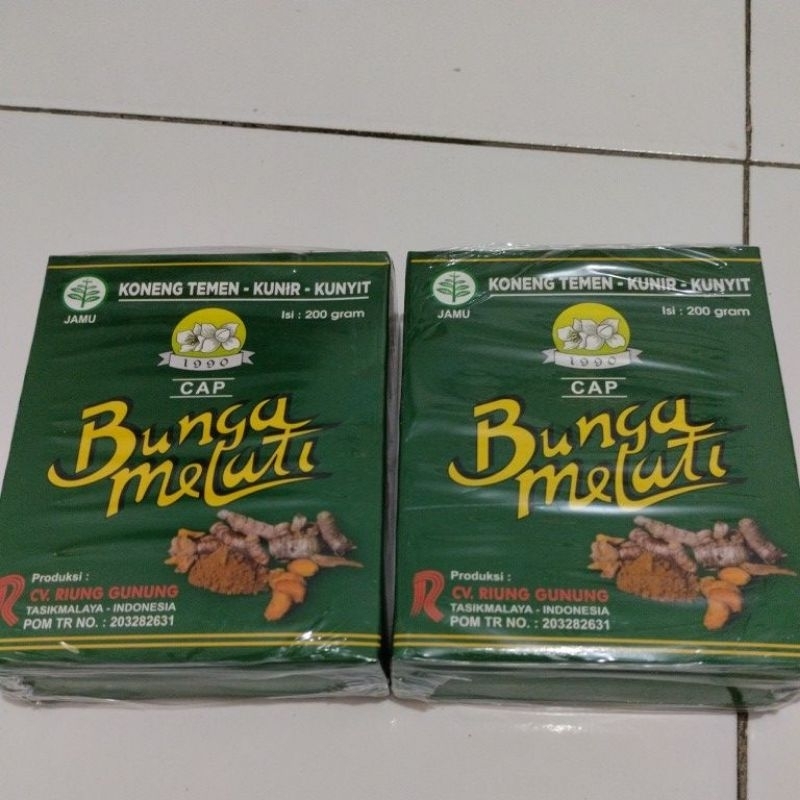 JAMU
KONENG TEMEN - KUNIR - KUNYIT
Isi : 200 gram
1990
CAP
Bunga
melati
Produksi :
R
CV. RIUNG GUNUNG
TASIKMALAYA - INDONESIA
POM TR NO. : 203282631
JAMU
KONENG TEMEN - KUNIR - KUNYIT
Isi : 200 gram
1990
CAP
Bunga
melati
Produksi :
R
CV. RIUNG GUNUNG
TASIKMALAYA - INDONESIA
POM TR NO. : 203282631